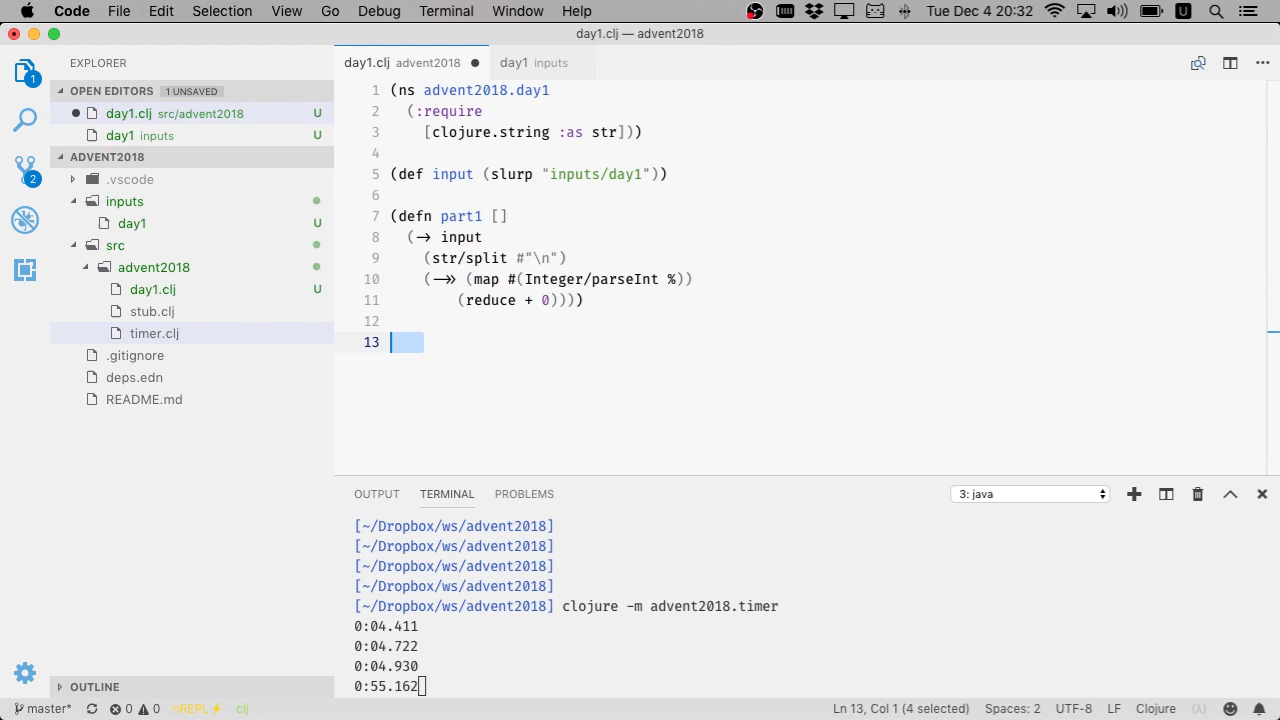 Code File Edit Selection View Go Debug Terminal Window Help Tue Dec 4 20:32 U
day1.clj — advent2018
EXPLORER
OPEN EDITORS 1 UNSAVED
day1.clj src/advent2018 U
day1 inputs U
ADVENT2018
.vscode
inputs
day1 U
src
advent2018
day1.clj U
stub.clj
timer.clj
.gitignore
deps.edn
README.md
OUTLINE
1
2
day1.clj advent2018
day1 inputs
1 (ns advent2018.day1
2 (:require
3 [clojure.string :as str]))
4
5 (def input (slurp "inputs/day1"))
6
7 (defn part1 []
8 (-> input
9 (str/split #"\n")
10 (->> (map #(Integer/parseInt %))
11 (reduce + 0))))
12
13
OUTPUT TERMINAL PROBLEMS 3: java
[~/Dropbox/ws/advent2018]
[~/Dropbox/ws/advent2018]
[~/Dropbox/ws/advent2018]
[~/Dropbox/ws/advent2018]
[~/Dropbox/ws/advent2018] clojure -m advent2018.timer
0:04.411
0:04.722
0:04.930
0:55.162
master* 0 0 nREPL⚡ clj Ln 13, Col 1 (4 selected) Spaces: 2 UTF-8 LF Clojure (λ)